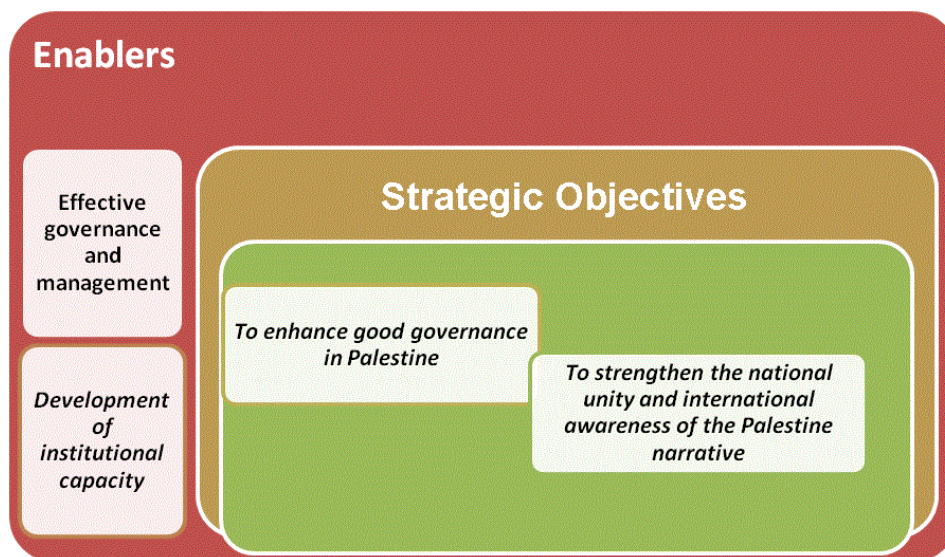 Enablers
Effective
governance
and
management
Development
of
institutional
capacity
Strategic Objectives
To enhance good governance
in Palestine
To strengthen the national
unity and international
awareness of the Palestine
narrative